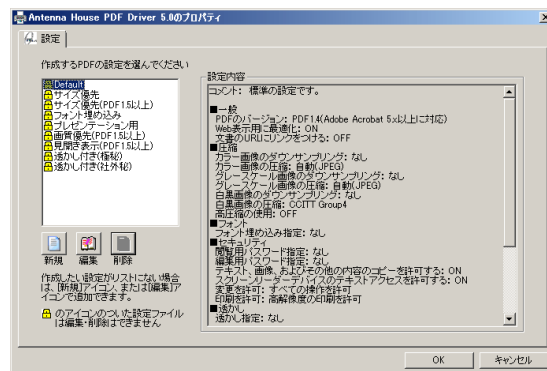 Antenna House PDF Driver 5.0のプロパティ
設定
作成するPDFの設定を選んでください
Default
サイズ優先
サイズ優先(PDF1.5以上)
フォント埋め込み
プレゼンテーション用
画質優先(PDF1.5以上)
見開き表示(PDF1.5以上)
透かし付き(極秘)
透かし付き(社外秘)
新規 編集 削除
作成したい設定がリストにない場合
は、[新規]アイコン、または[編集]ア
イコンで追加できます。
のアイコンのついた設定ファイル
は編集・削除はできません
設定内容
コメント: 標準の設定です。
■一般
PDFのバージョン: PDF1.4(Adobe Acrobat 5.x以上に対応)
Web表示用に最適化: ON
文書のURLにリンクをつける: OFF
■圧縮
カラー画像のダウンサンプリング: なし
カラー画像の圧縮: 自動(JPEG)
グレースケール画像のダウンサンプリング: なし
グレースケール画像の圧縮: 自動(JPEG)
白黒画像のダウンサンプリング: なし
白黒画像の圧縮: CCITT Group4
高圧縮の使用: OFF
■フォント
フォント埋め込み指定: なし
■セキュリティ
閲覧用パスワード指定: なし
編集用パスワード指定: なし
テキスト、画像、およびその他の内容のコピーを許可する: ON
スクリーンリーダーデバイスのテキストアクセスを許可する: ON
変更を許可: すべての操作を許可
印刷を許可: 高解像度の印刷を許可
■透かし
透かし指定: なし
OK キャンセル